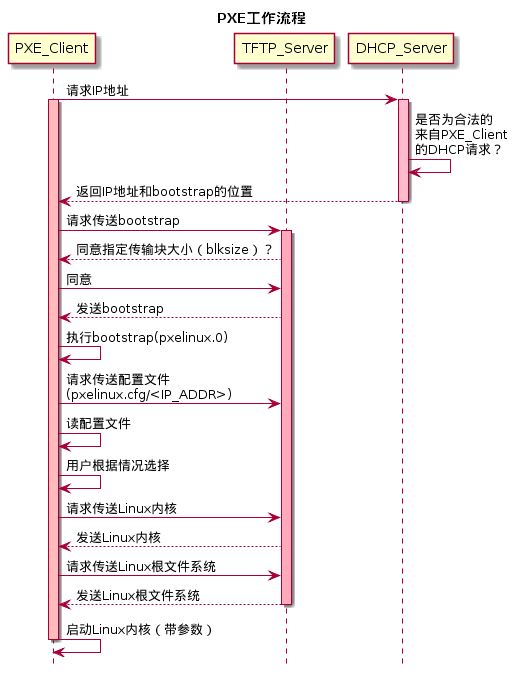 PXE工作流程
PXE_Client
TFTP_Server
DHCP_Server
请求IP地址
是否为合法的
来自PXE_Client
的DHCP请求？
返回IP地址和bootstrap的位置
请求传送bootstrap
同意指定传输块大小（blksize）？
同意
发送bootstrap
执行bootstrap(pxelinux.0)
请求传送配置文件
(pxelinux.cfg/<IP_ADDR>)
读配置文件
用户根据情况选择
请求传送Linux内核
发送Linux内核
请求传送Linux根文件系统
发送Linux根文件系统
启动Linux内核（带参数）